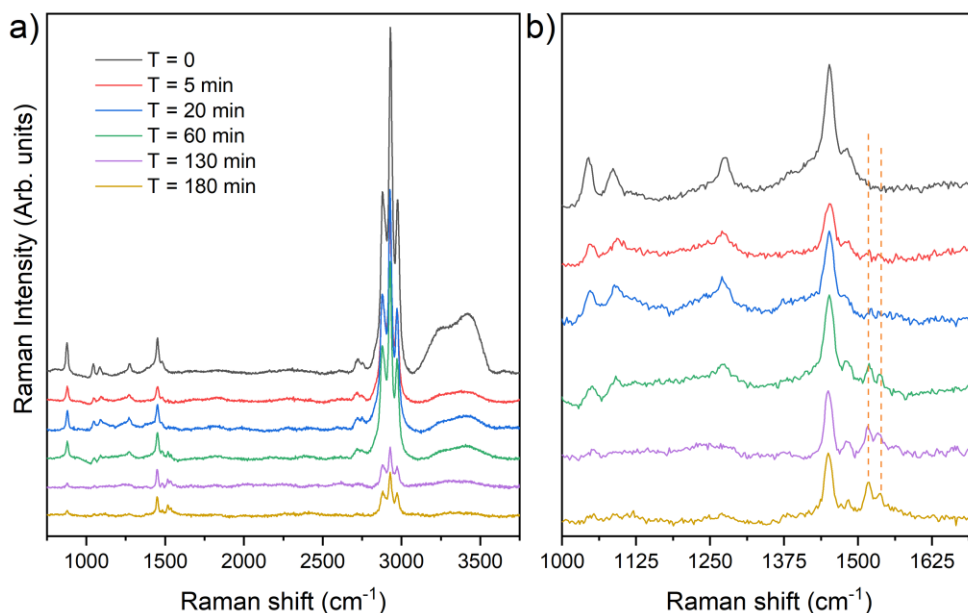 a)
T = 0
T = 5 min
T = 20 min
T = 60 min
T = 130 min
T = 180 min
Raman Intensity (Arb. units)
750 1000 1500 2000 2500 3000 3500
Raman shift (cm⁻¹)
b)
1000 1125 1250 1375 1500 1625
Raman shift (cm⁻¹)